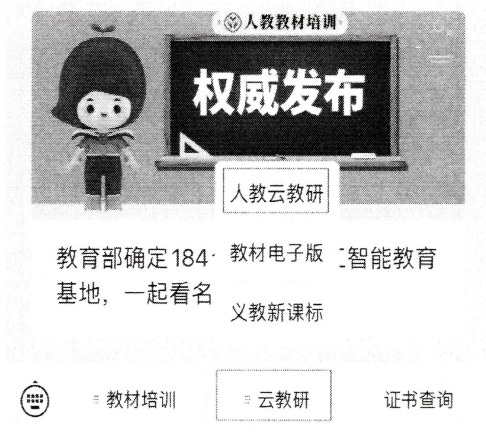 人教教材培训
权威发布
人教云教研
教育部确定184
教材电子版
智能教育
基地，一起看名
义教新课标
教材培训
云教研
证书查询